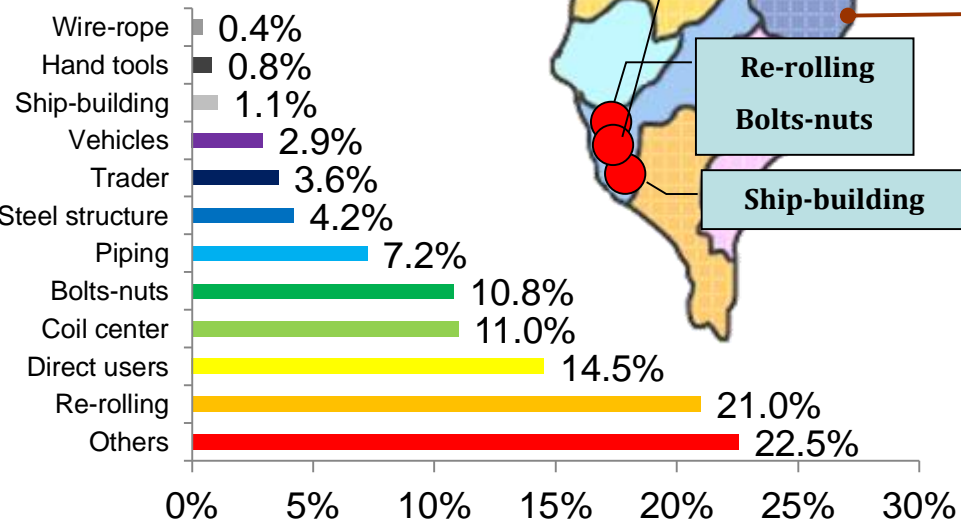 Wire-rope 0.4%
Hand tools 0.8%
Ship-building 1.1%
Vehicles 2.9%
Trader 3.6%
Steel structure 4.2%
Piping 7.2%
Bolts-nuts 10.8%
Coil center 11.0%
Direct users 14.5%
Re-rolling 21.0%
Others 22.5%
0% 5% 10% 15% 20% 25% 30%
Re-rolling
Bolts-nuts
Ship-building